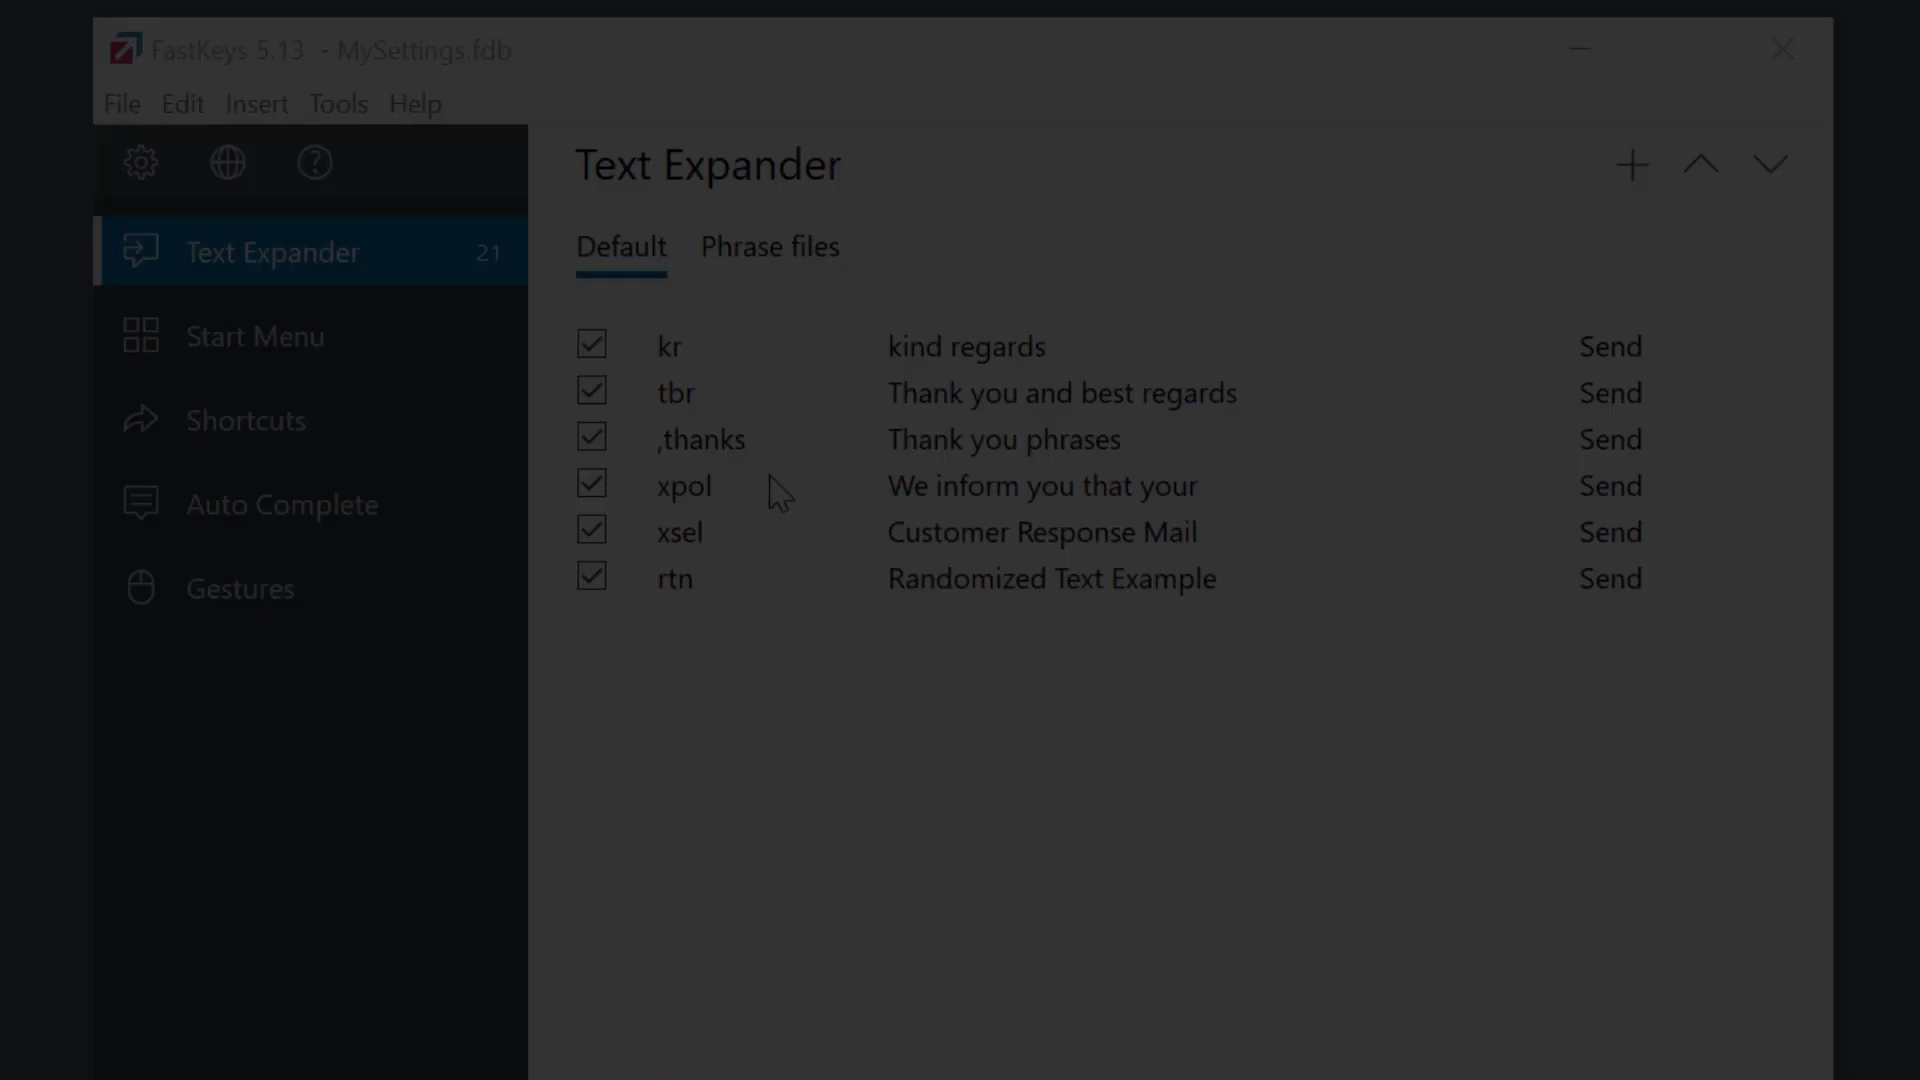 FastKeys 5.13 - MySettings.fdb
File Edit Insert Tools Help
Text Expander
Default Phrase files
Text Expander 21
Start Menu
Shortcuts
Auto Complete
Gestures
kr kind regards Send
tbr Thank you and best regards Send
,thanks Thank you phrases Send
xpol We inform you that your Send
xsel Customer Response Mail Send
rtn Randomized Text Example Send